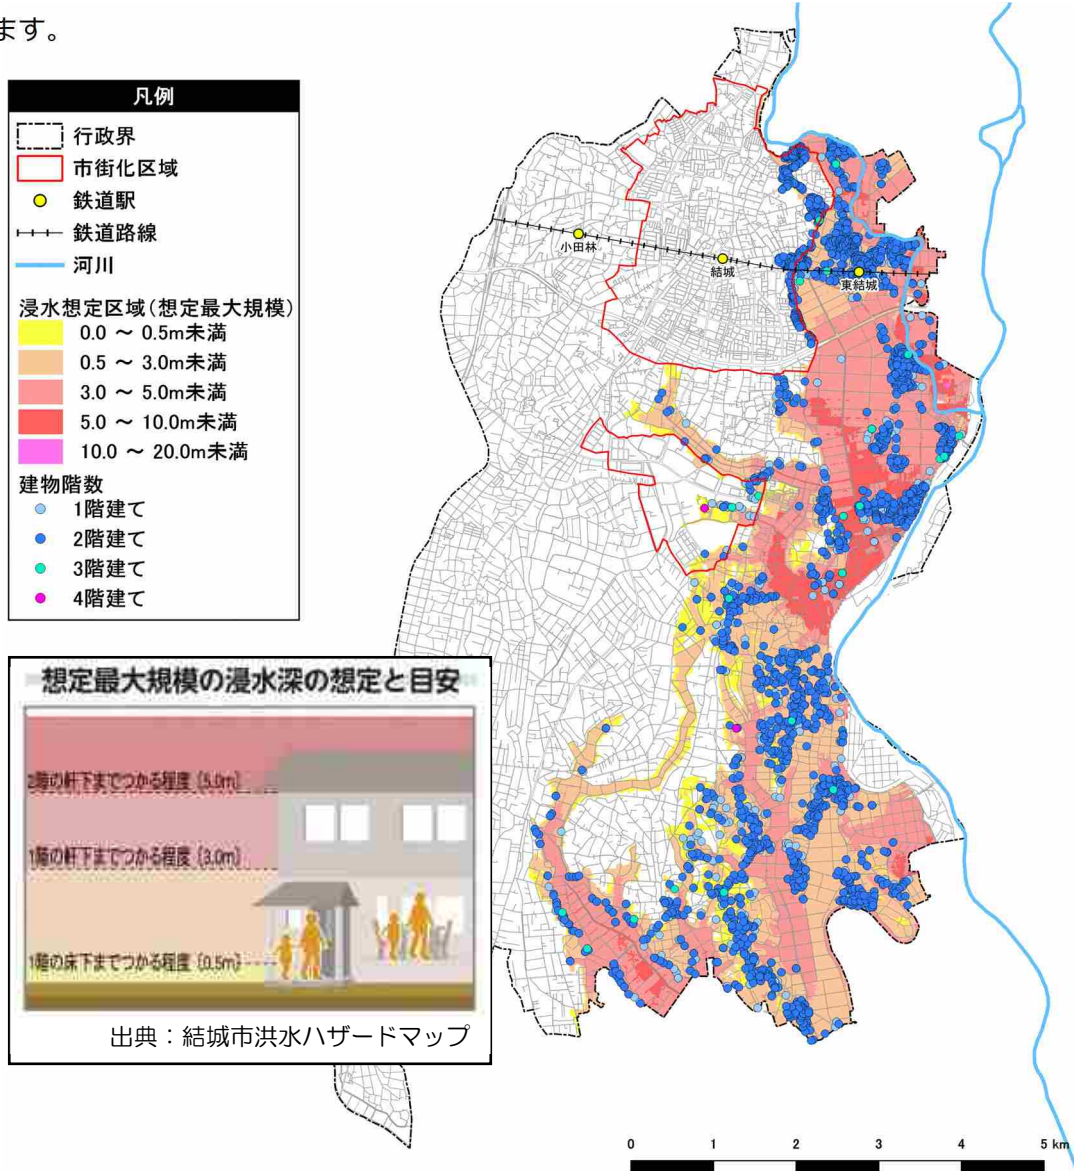 ます。
凡例
行政界
市街化区域
鉄道駅
鉄道路線
河川
浸水想定区域(想定最大規模)
0.0 ～ 0.5m未満
0.5 ～ 3.0m未満
3.0 ～ 5.0m未満
5.0 ～ 10.0m未満
10.0 ～ 20.0m未満
建物階数
1階建て
2階建て
3階建て
4階建て
小田林
結城
東結城
想定最大規模の浸水深の想定と目安
2階の軒下までつかる程度(5.0m)
1階の軒下までつかる程度(3.0m)
1階の床下までつかる程度(0.5m)
出典：結城市洪水ハザードマップ
0 1 2 3 4 5 km